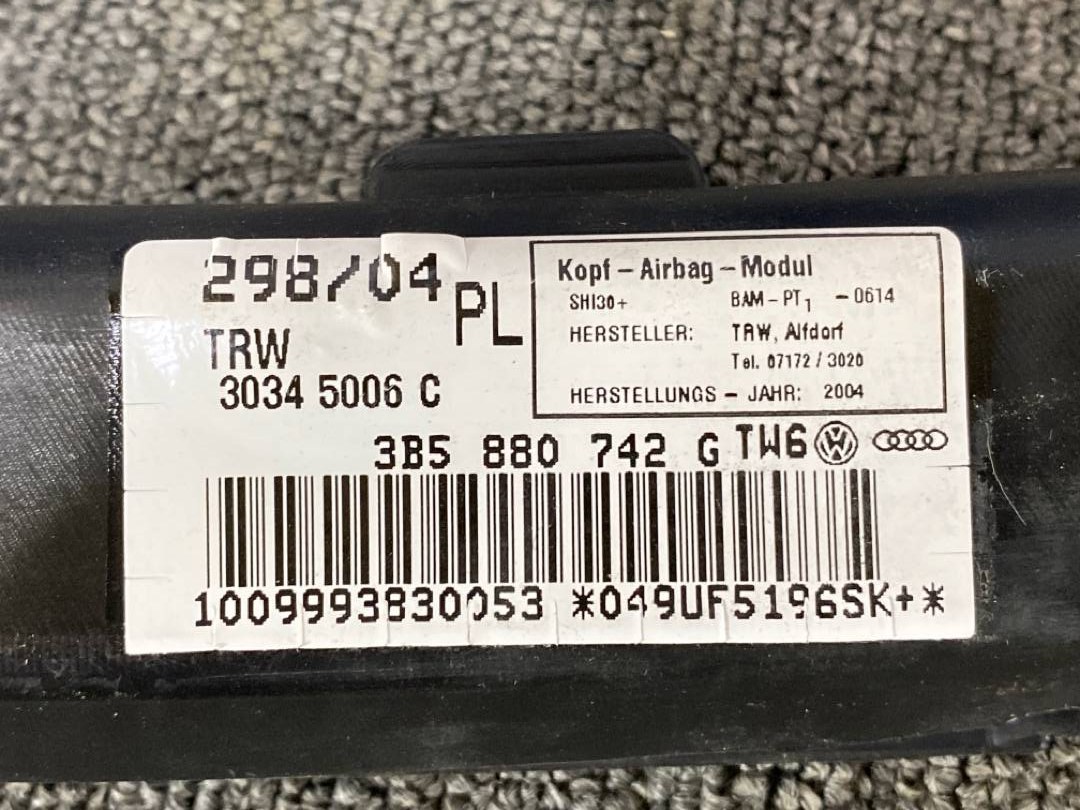 298/04 PL
TRW
3034 5006 C
Kopf-Airbag-Modul
SHI30+ BAM-PT1 -0614
HERSTELLER: TRW, Alfdorf
Tel. 07172/3020
HERSTELLUNGS - JAHR: 2004
3B5 880 742 G TW6
1009993830053 *049UF5196SK+*